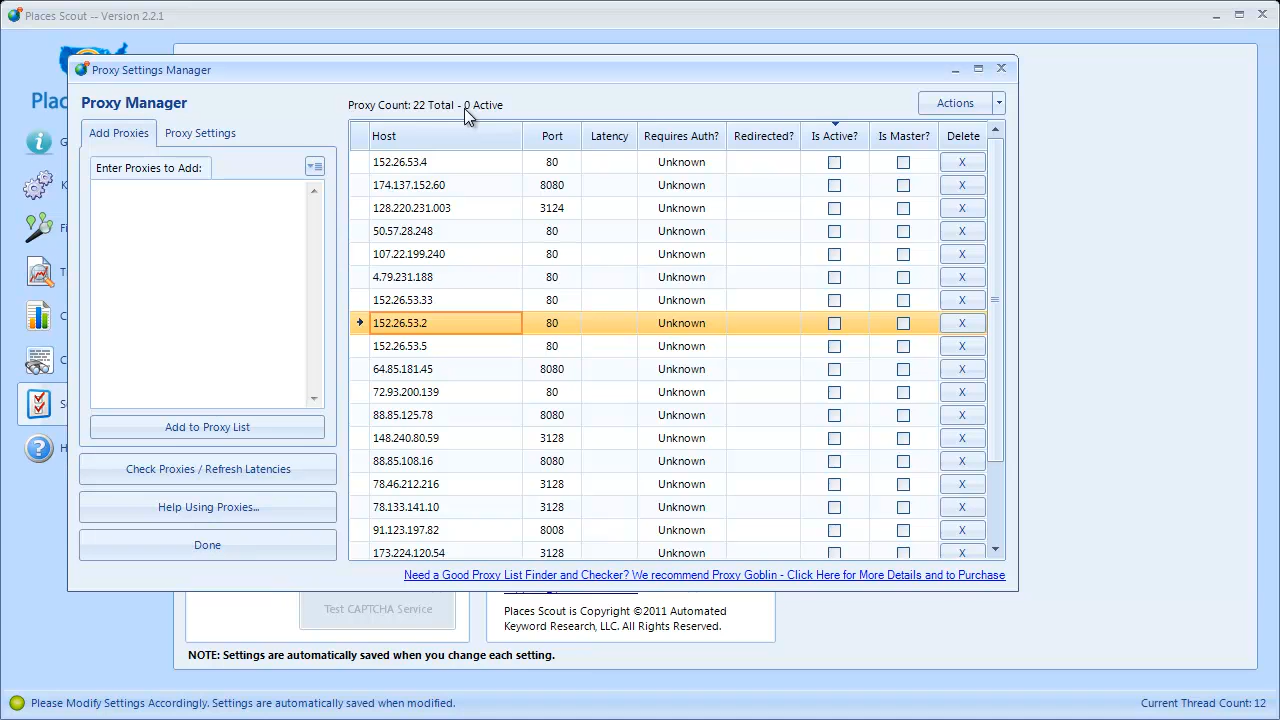 Places Scout -- Version 2.2.1
Proxy Settings Manager
Proxy Manager
Proxy Count: 22 Total - 0 Active
Actions
Add Proxies
Proxy Settings
Enter Proxies to Add:
Add to Proxy List
Check Proxies / Refresh Latencies
Help Using Proxies...
Done
Host Port Latency Requires Auth? Redirected? Is Active? Is Master? Delete
152.26.53.4 80 Unknown X
174.137.152.60 8080 Unknown X
128.220.231.003 3124 Unknown X
50.57.28.248 80 Unknown X
107.22.199.240 80 Unknown X
4.79.231.188 80 Unknown X
152.26.53.33 80 Unknown X
152.26.53.2 80 Unknown X
152.26.53.5 80 Unknown X
64.85.181.45 8080 Unknown X
72.93.200.139 80 Unknown X
88.85.125.78 8080 Unknown X
148.240.80.59 3128 Unknown X
88.85.108.16 8080 Unknown X
78.46.212.216 3128 Unknown X
78.133.141.10 3128 Unknown X
91.123.197.82 8008 Unknown X
173.224.120.54 3128 Unknown X
Need a Good Proxy List Finder and Checker? We recommend Proxy Goblin - Click Here for More Details and to Purchase
Test CAPTCHA Service
Places Scout is Copyright ©2011 Automated
Keyword Research, LLC. All Rights Reserved.
NOTE: Settings are automatically saved when you change each setting.
Please Modify Settings Accordingly. Settings are automatically saved when modified.
Current Thread Count: 12